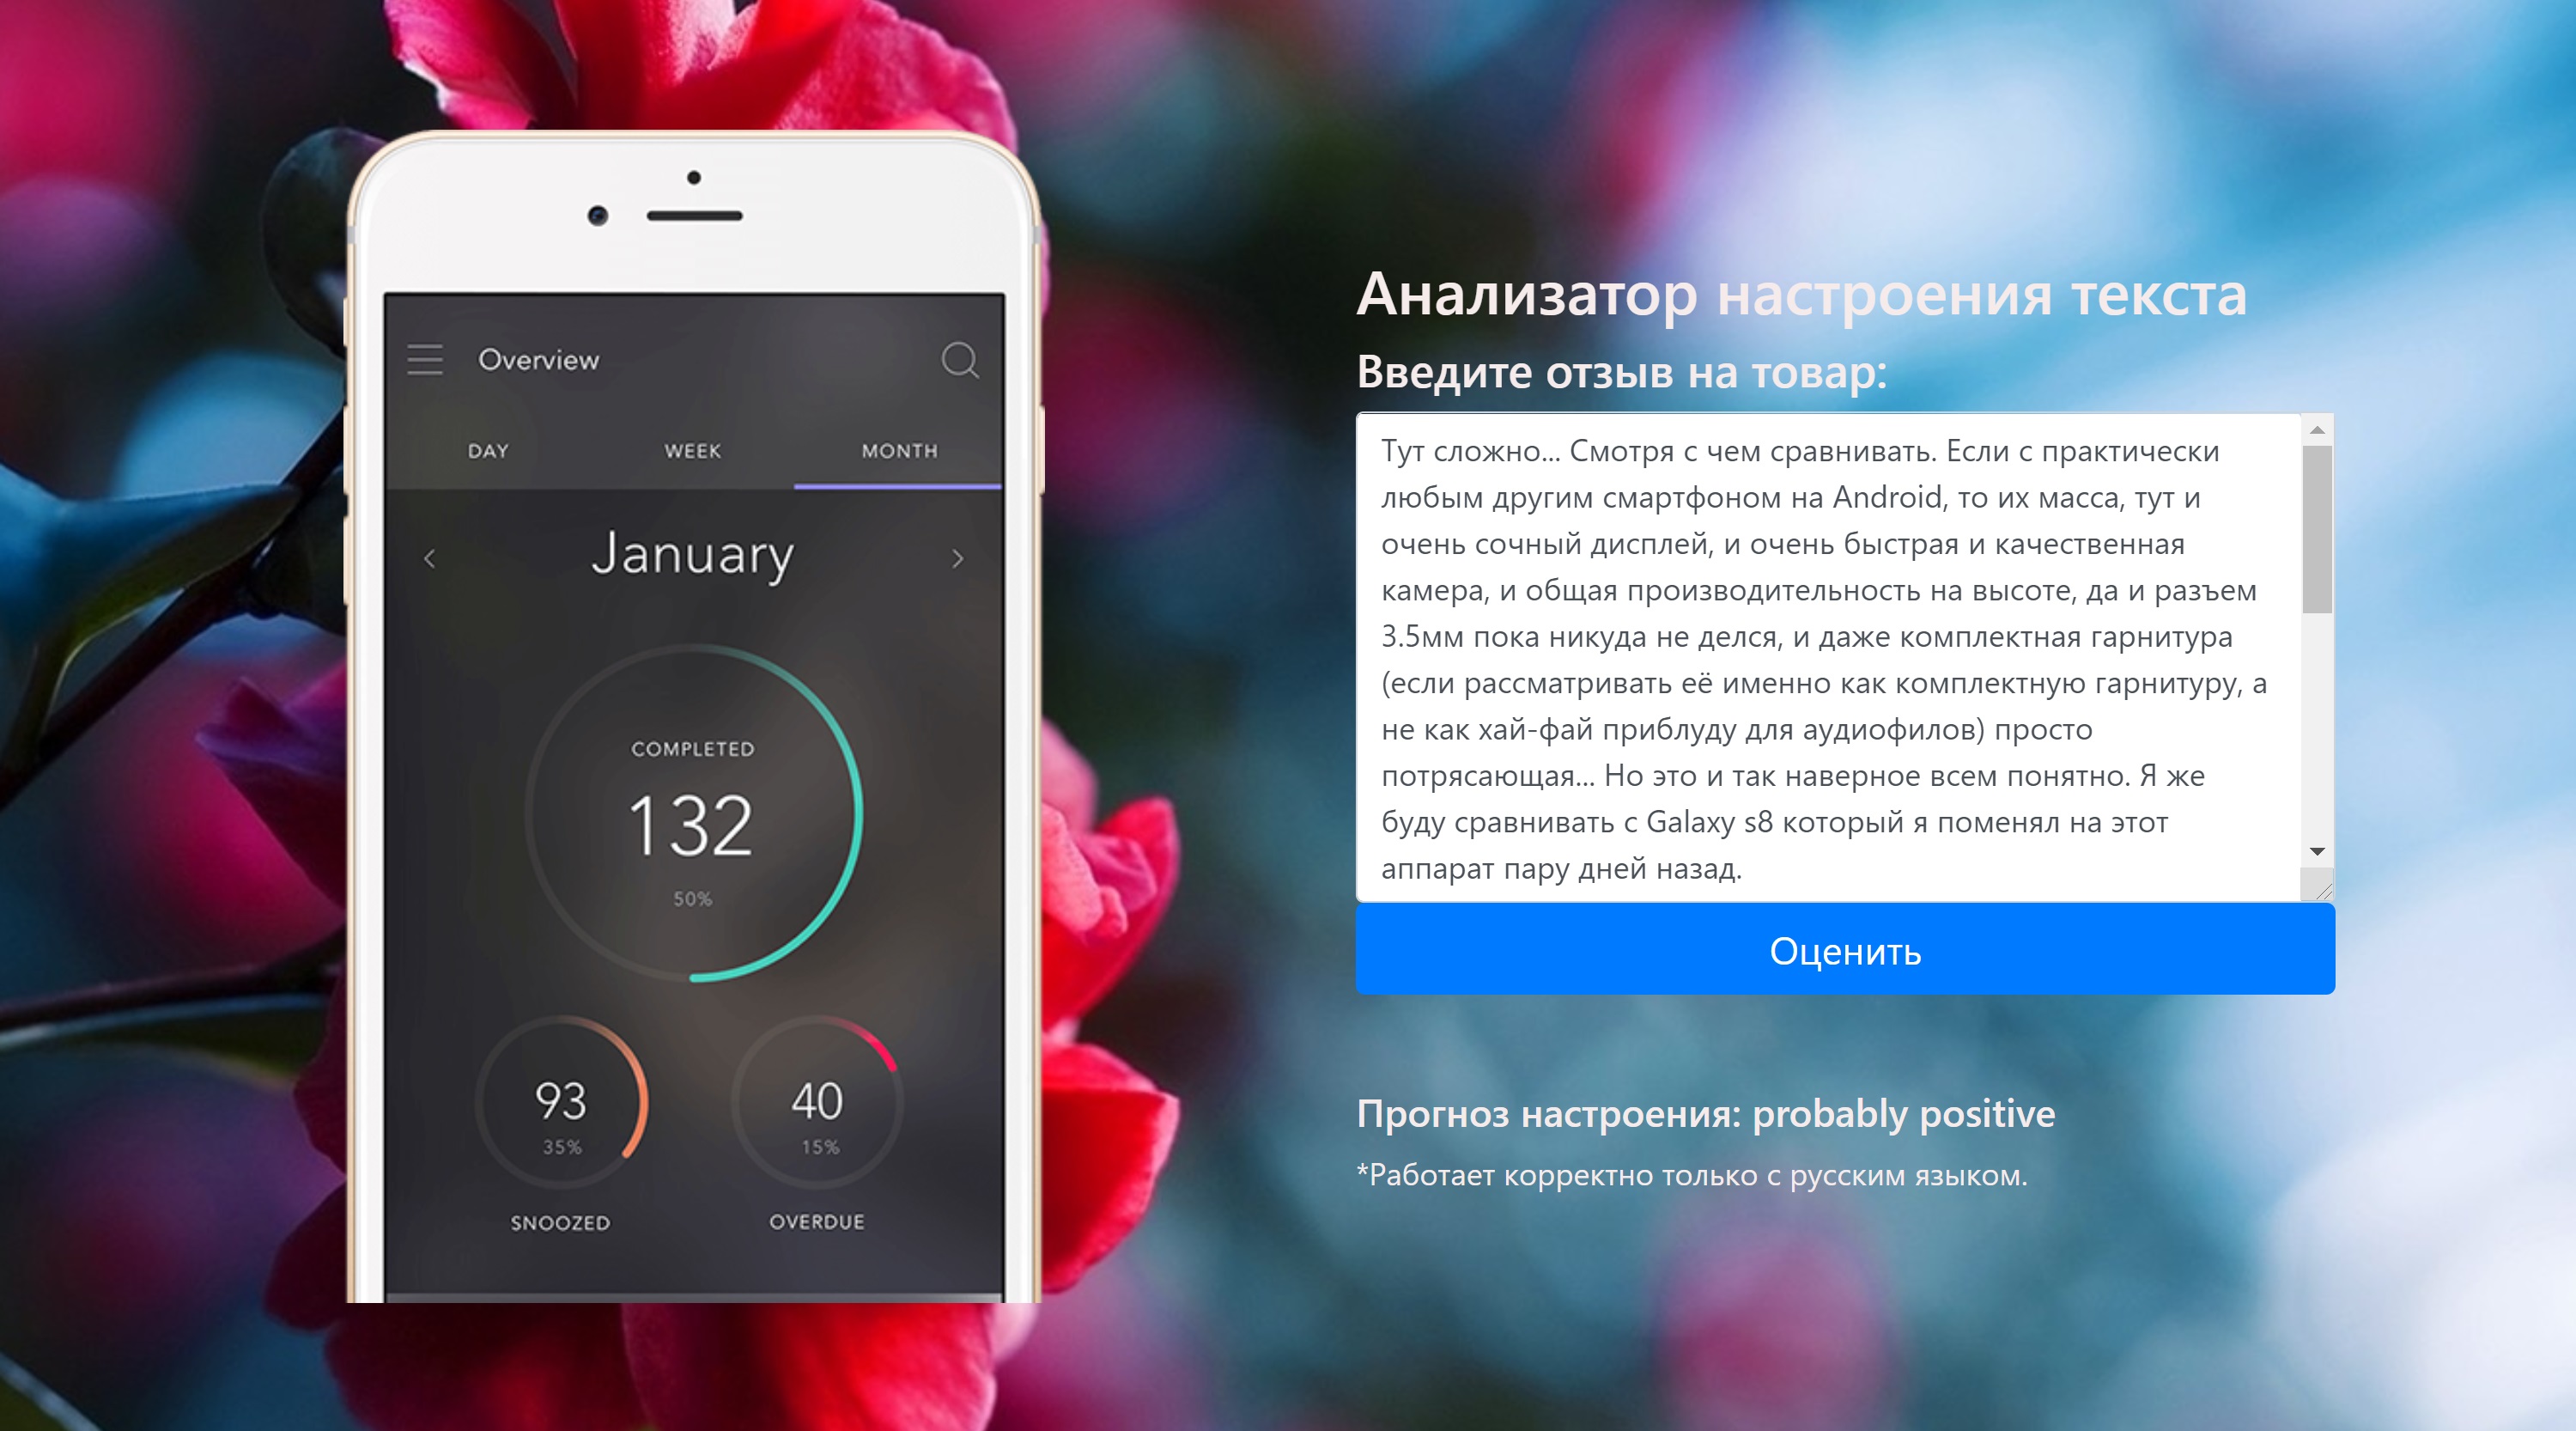 Overview
DAY WEEK MONTH
January
COMPLETED
132
50%
93
35%
SNOOZED
40
15%
OVERDUE
Анализатор настроения текста
Введите отзыв на товар:
Тут сложно... Смотря с чем сравнивать. Если с практически
любым другим смартфоном на Android, то их масса, тут и
очень сочный дисплей, и очень быстрая и качественная
камера, и общая производительность на высоте, да и разъем
3.5мм пока никуда не делся, и даже комплектная гарнитура
(если рассматривать её именно как комплектную гарнитуру, а
не как хай-фай приблуду для аудиофилов) просто
потрясающая... Но это и так наверное всем понятно. Я же
буду сравнивать с Galaxy s8 который я поменял на этот
аппарат пару дней назад.
Оценить
Прогноз настроения: probably positive
*Работает корректно только с русским языком.